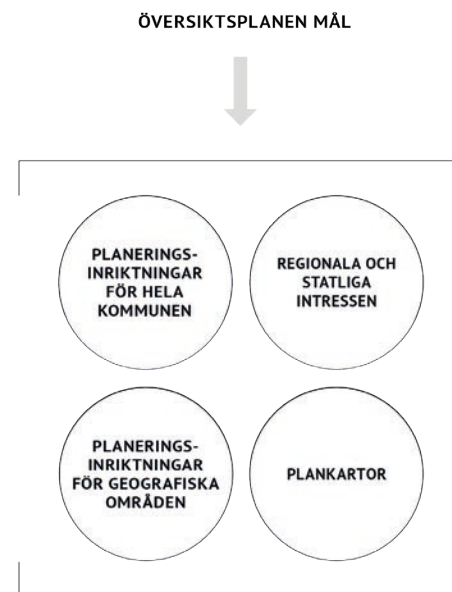 ÖVERSIKTSPLANEN MÅL
PLANERINGS-
INRIKTNINGAR
FÖR HELA
KOMMUNEN
REGIONALA OCH
STATLIGA
INTRESSEN
PLANERINGS-
INRIKTNINGAR
FÖR GEOGRAFISKA
OMRÅDEN
PLANKARTOR